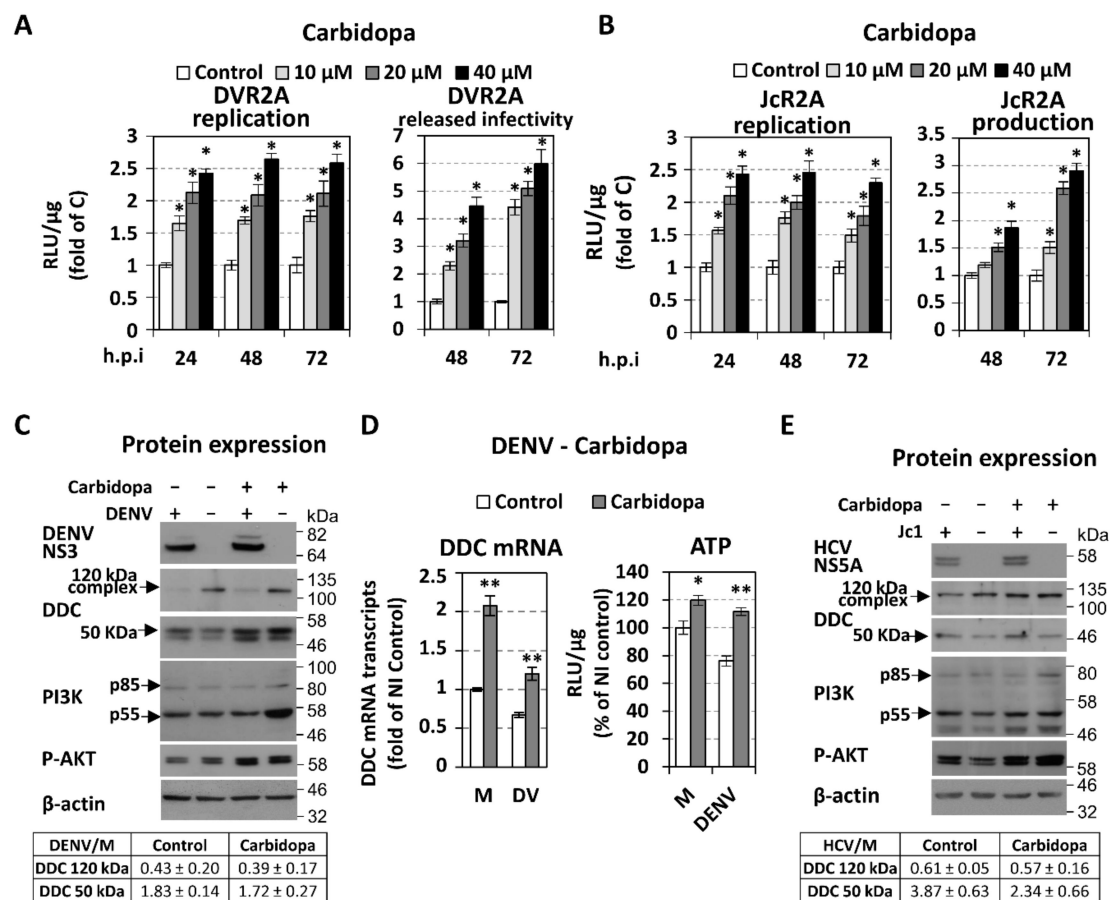 A
Carbidopa
Control 10 µM 20 µM 40 µM
DVR2A
replication
RLU/µg
(fold of C)
3
2.5
2
1.5
1
0.5
0
* * * * * * * * *
h.p.i 24 48 72
DVR2A
released infectivity
7
6
5
4
3
2
1
0
* * * * * *
48 72
B
Carbidopa
Control 10 µM 20 µM 40 µM
JcR2A
replication
RLU/µg
(fold of C)
3
2.5
2
1.5
1
0.5
0
* * * * * * * * *
h.p.i 24 48 72
JcR2A
production
3.5
3
2.5
2
1.5
1
0.5
0
* * * * *
48 72
C
Protein expression
Carbidopa – – + +
DENV + – + –
kDa
DENV
NS3
82
64
120 kDa
complex
135
100
DDC
50 KDa
58
46
PI3K
p85
p55
100
80
58
46
P-AKT
58
β-actin
46
32
DENV/M Control Carbidopa
DDC 120 kDa 0.43 ± 0.20 0.39 ± 0.17
DDC 50 kDa 1.83 ± 0.14 1.72 ± 0.27
D
DENV - Carbidopa
Control Carbidopa
DDC mRNA
DDC mRNA transcripts
(fold of NI Control)
2.5
2
1.5
1
0.5
0
** **
M DV
ATP
RLU/µg
(% of NI control)
140
120
100
80
60
40
20
0
* **
M DENV
E
Protein expression
Carbidopa – – + +
Jc1 + – + –
kDa
HCV
NS5A
58
120 kDa
complex
135
100
DDC
50 KDa
46
PI3K
p85
p55
80
58
46
P-AKT
58
β-actin
46
32
HCV/M Control Carbidopa
DDC 120 kDa 0.61 ± 0.05 0.57 ± 0.16
DDC 50 kDa 3.87 ± 0.63 2.34 ± 0.66